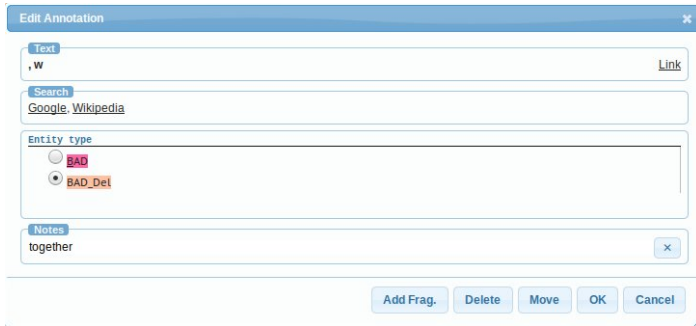 Edit Annotation ×
Text
, w Link
Search
Google, Wikipedia
Entity type
BAD
BAD_Del
Notes
together ×
Add Frag. Delete Move OK Cancel